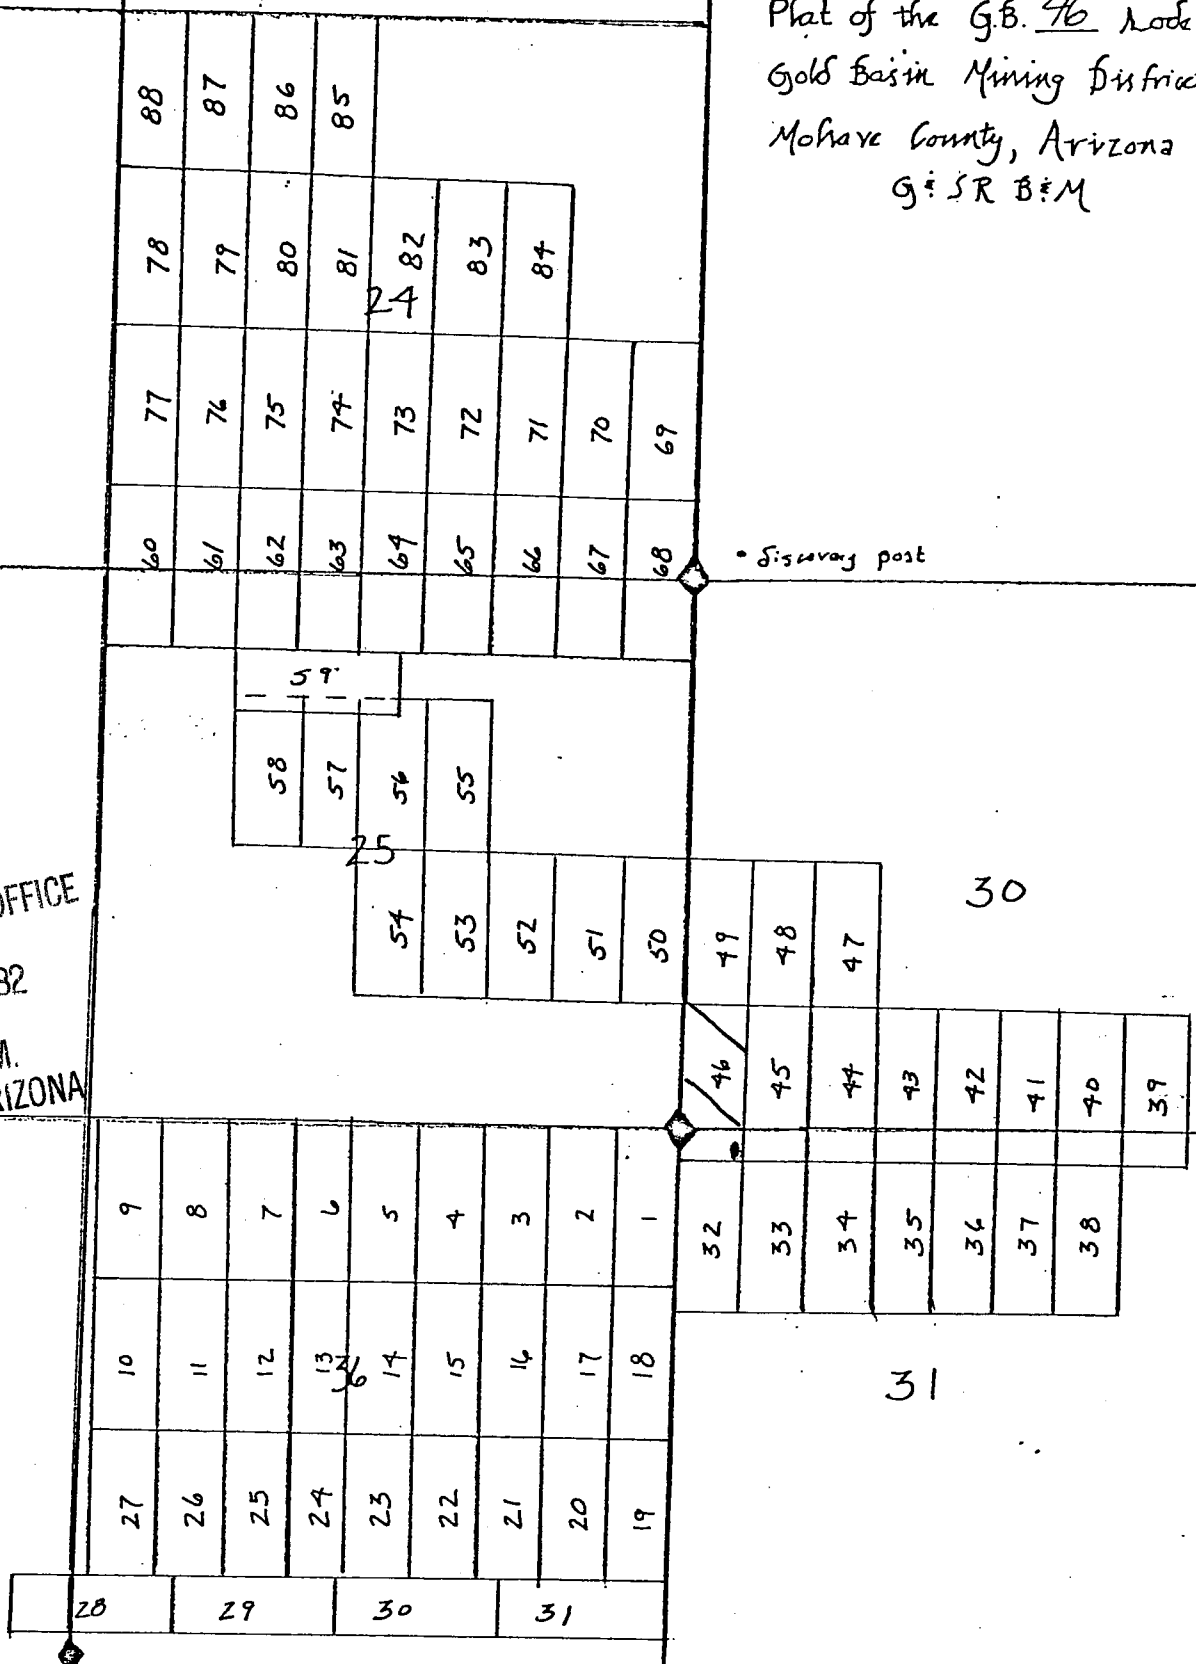 Plat of the G.B. 46 Lode
Gold Basin Mining District
Mohave County, Arizona
G & S R B & M
88 87 86 85
78 79 80 81 82 83 84
24
77 76 75 74 73 72 71 70 69
60 61 62 63 64 65 66 67 68
• discovery post
59
58 57 56 55
25
30
OFFICE
54 53 52 51 50 49 48 47
82
M.
RIZONA
46 45 44 43 42 41 40 39
9 8 7 6 5 4 3 2 1
32 33 34 35 36 37 38
10 11 12 13 14 15 16 17 18
36
31
27 26 25 24 23 22 21 20 19
28 29 30 31